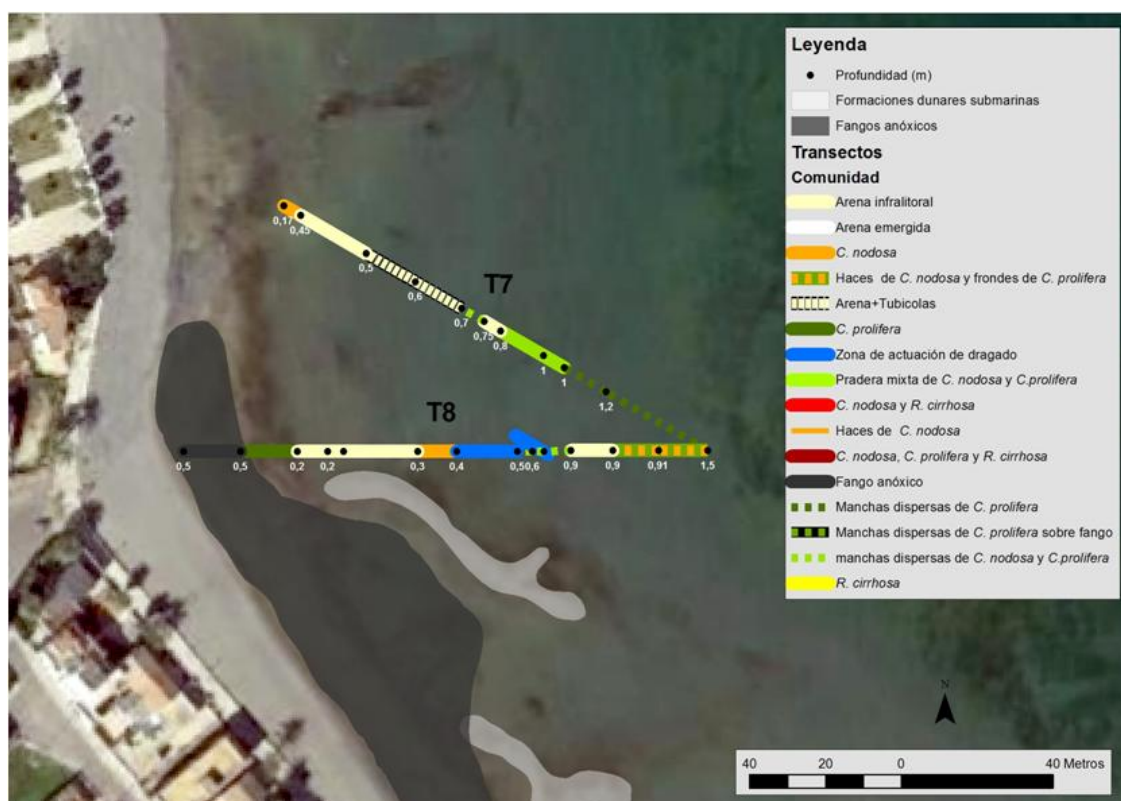 Leyenda
Profundidad (m)
Formaciones dunares submarinas
Fangos anóxicos
Transectos
Comunidad
Arena infralitoral
Arena emergida
C. nodosa
Haces de C. nodosa y frondes de C. prolifera
Arena+Tubicolas
C. prolifera
Zona de actuación de dragado
Pradera mixta de C. nodosa y C.prolifera
C. nodosa y R. cirrhosa
Haces de C. nodosa
C. nodosa, C. prolifera y R. cirrhosa
Fango anóxico
Manchas dispersas de C. prolifera
Manchas dispersas de C. prolifera sobre fango
manchas dispersas de C. nodosa y C.prolifera
R. cirrhosa
0,17
0,45
0,5
0,6
0,7
T7
0,75
0,8
1
1
1,2
T8
0,5 0,5 0,2 0,2 0,3 0,4 0,50,6 0,9 0,9 0,91 1,5
N
40 20 0 40 Metros